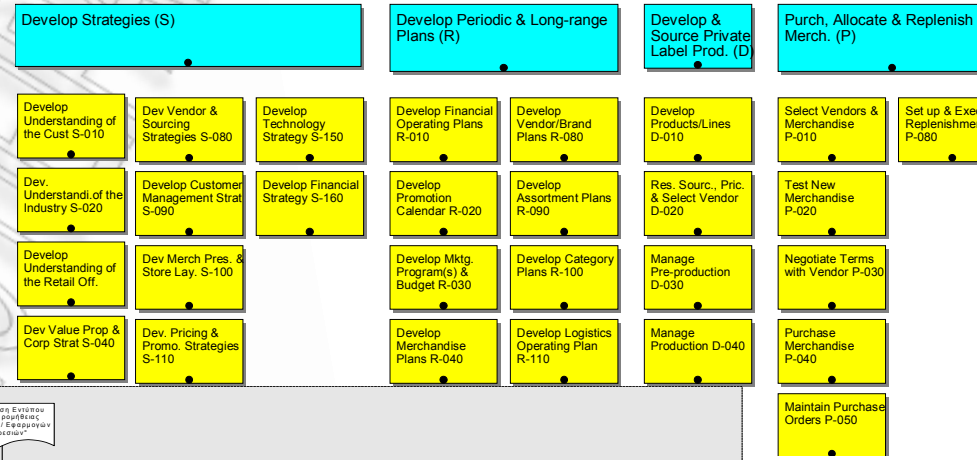 Develop Strategies (S)
Develop Periodic & Long-range
Plans (R)
Develop &
Source Private
Label Prod. (D)
Purch, Allocate & Replenish
Merch. (P)
Develop
Understanding of
the Cust S-010
Dev Vendor &
Sourcing
Strategies S-080
Develop
Technology
Strategy S-150
Develop Financial
Operating Plans
R-010
Develop
Vendor/Brand
Plans R-080
Develop
Products/Lines
D-010
Select Vendors &
Merchandise
P-010
Set up & Exec
Replenishme
P-080
Dev.
Understandi.of the
Industry S-020
Develop Customer
Management Strat
S-090
Develop Financial
Strategy S-160
Develop
Promotion
Calendar R-020
Develop
Assortment Plans
R-090
Res. Sourc., Pric.
& Select Vendor
D-020
Test New
Merchandise
P-020
Develop
Understanding of
the Retail Off.
Dev Merch Pres. &
Store Lay. S-100
Develop Mktg.
Program(s) &
Budget R-030
Develop Category
Plans R-100
Manage
Pre-production
D-030
Negotiate Terms
with Vendor P-030
Dev Value Prop &
Corp Strat S-040
Dev. Pricing &
Promo. Strategies
S-110
Develop
Merchandise
Plans R-040
Develop Logistics
Operating Plan
R-110
Manage
Production D-040
Purchase
Merchandise
P-040
Maintain Purchase
Orders P-050
ση Εντύπου
ρομήθειας
/ Εφαρμογών
εσιών"